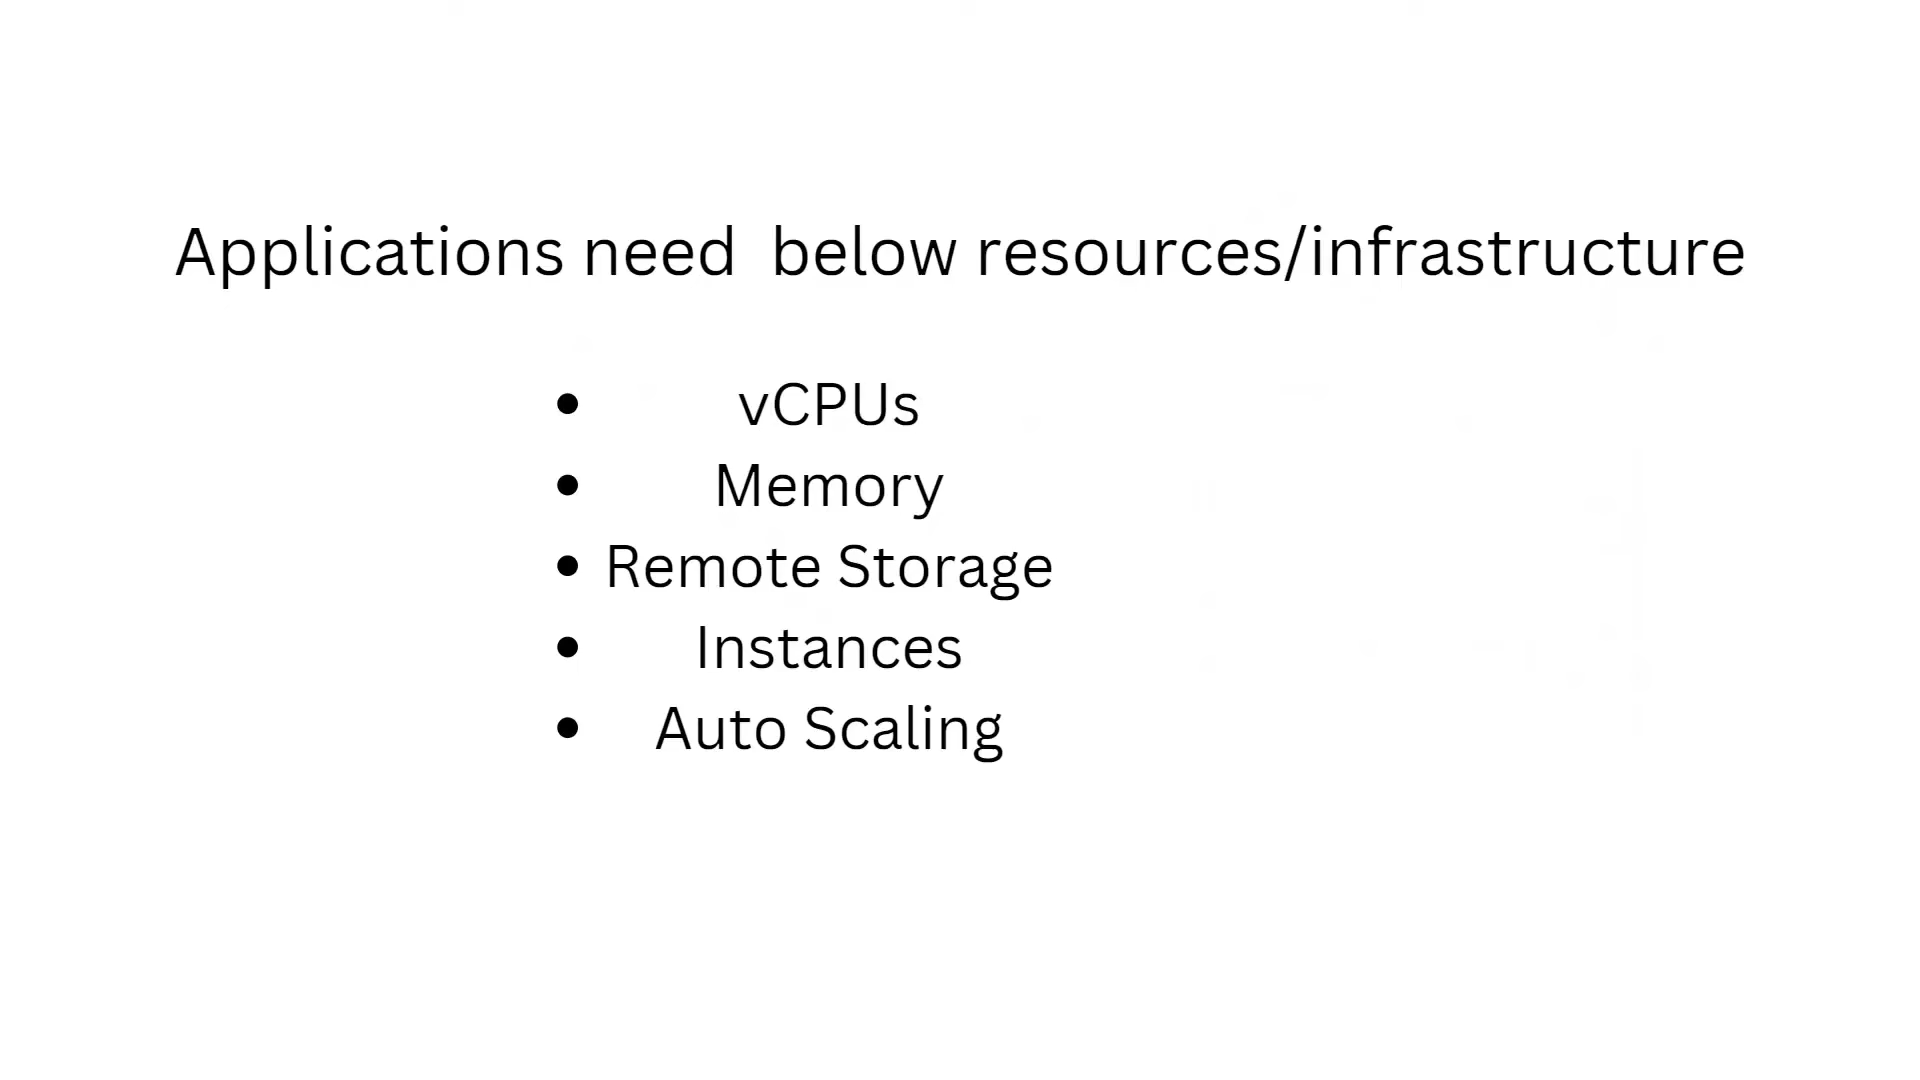 Applications need  below resources/infrastructure
• vCPUs
• Memory
• Remote Storage
• Instances
• Auto Scaling